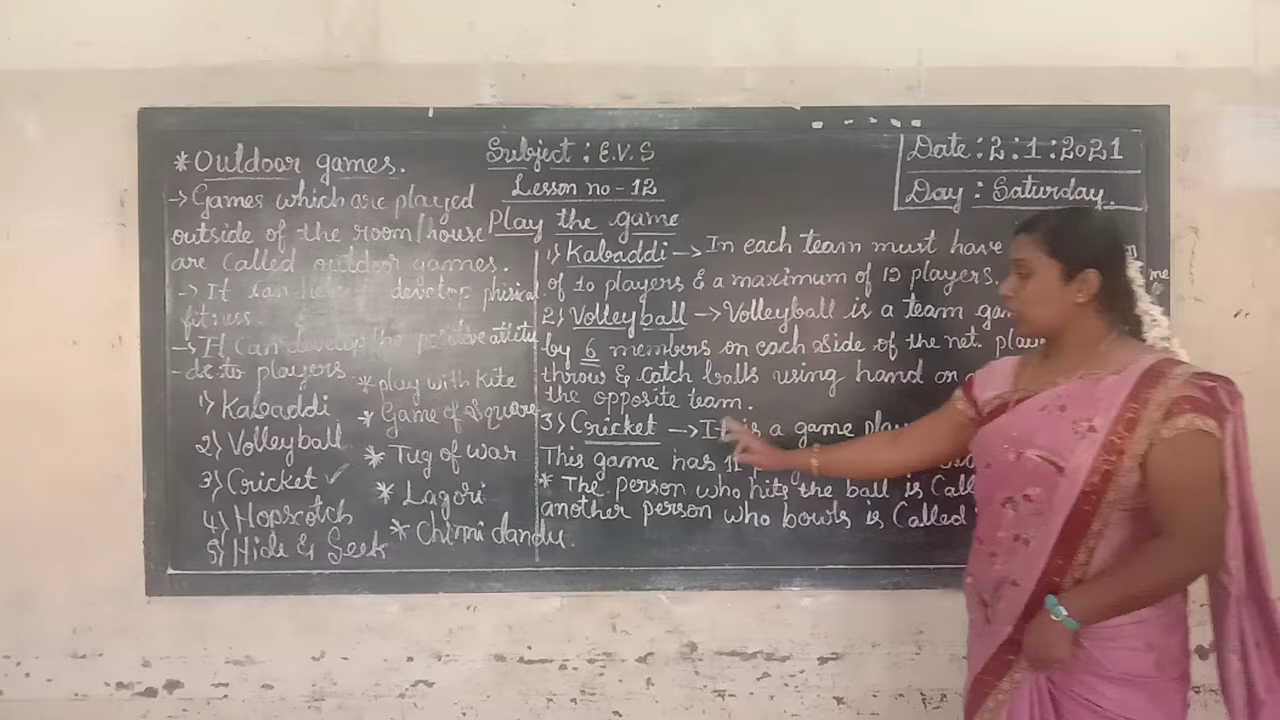 Subject : E.V.S
Lesson no - 12
Play the game
Date : 2 : 1 : 2021
Day : Saturday.
* Outdoor games.
-> Games which are played
outside of the room/house
are called outdoor games.
-> It can help develop phisical
fitness.
-> It can develop the positive attitu
-de to players.
1) Kabaddi
2) Volleyball
3) Cricket ✓
4) Hopscotch
5) Hide & Seek
* play with kite
* Game of square
* Tug of war
* Lagori
* Chinni dandu.
1) Kabaddi -> In each team must have
of 10 players & a maximum of 12 players.
2) Volleyball -> Volleyball is a team
by 6 members on each side of the net.
throw & catch balls using hand or
the opposite team.
3) Cricket -> It is a game
This game has 11
* The person who hits the ball is
another person who bowls is Called